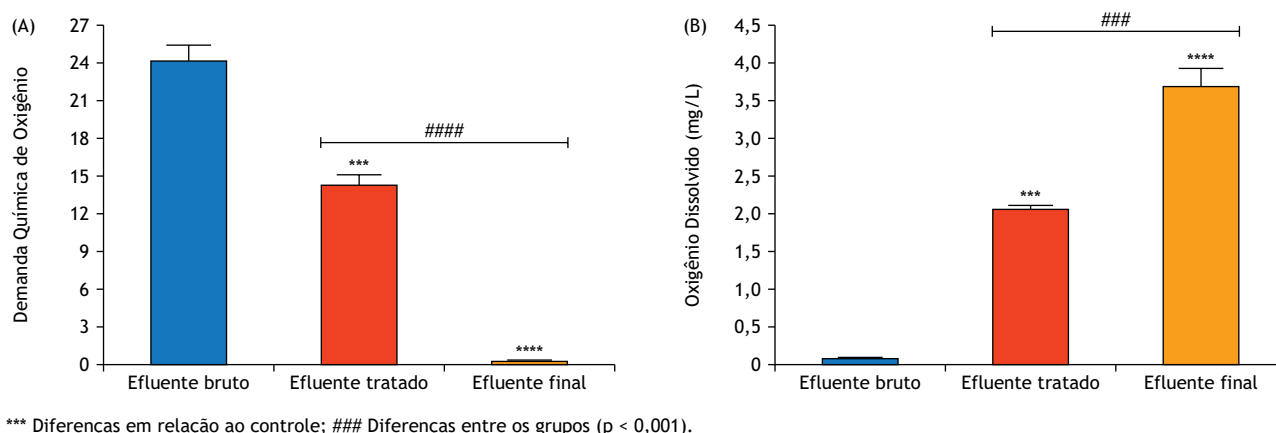 (A)
Demanda Química de Oxigênio
27
24
21
18
15
12
9
6
3
0
####
***
****
Efluente bruto
Efluente tratado
Efluente final
(B)
Oxigênio Dissolvido (mg/L)
4,5
4,0
3,5
3,0
2,5
2,0
1,5
1,0
0,5
0
###
***
****
Efluente bruto
Efluente tratado
Efluente final
*** Diferenças em relação ao controle; ### Diferenças entre os grupos (p < 0,001).